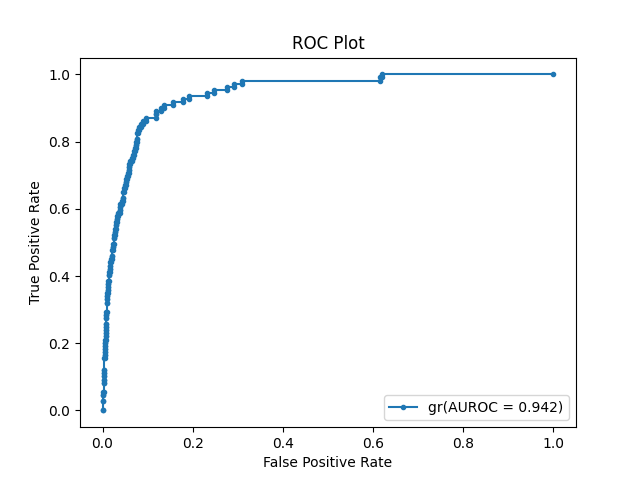 ROC Plot
True Positive Rate
1.0
0.8
0.6
0.4
0.2
0.0
gr(AUROC = 0.942)
0.0 0.2 0.4 0.6 0.8 1.0
False Positive Rate